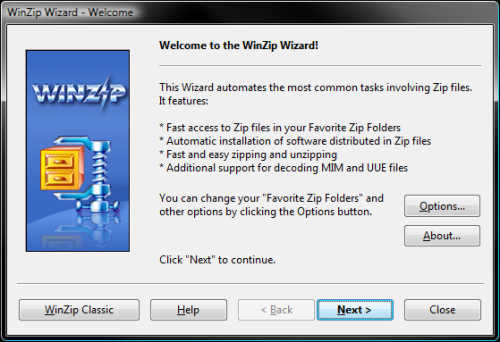 WinZip Wizard - Welcome
WINZIP
Welcome to the WinZip Wizard!
This Wizard automates the most common tasks involving Zip files.
It features:
* Fast access to Zip files in your Favorite Zip Folders
* Automatic installation of software distributed in Zip files
* Fast and easy zipping and unzipping
* Additional support for decoding MIM and UUE files
You can change your "Favorite Zip Folders" and
other options by clicking the Options button.
Options...
About...
Click "Next" to continue.
WinZip Classic
Help
< Back
Next >
Close